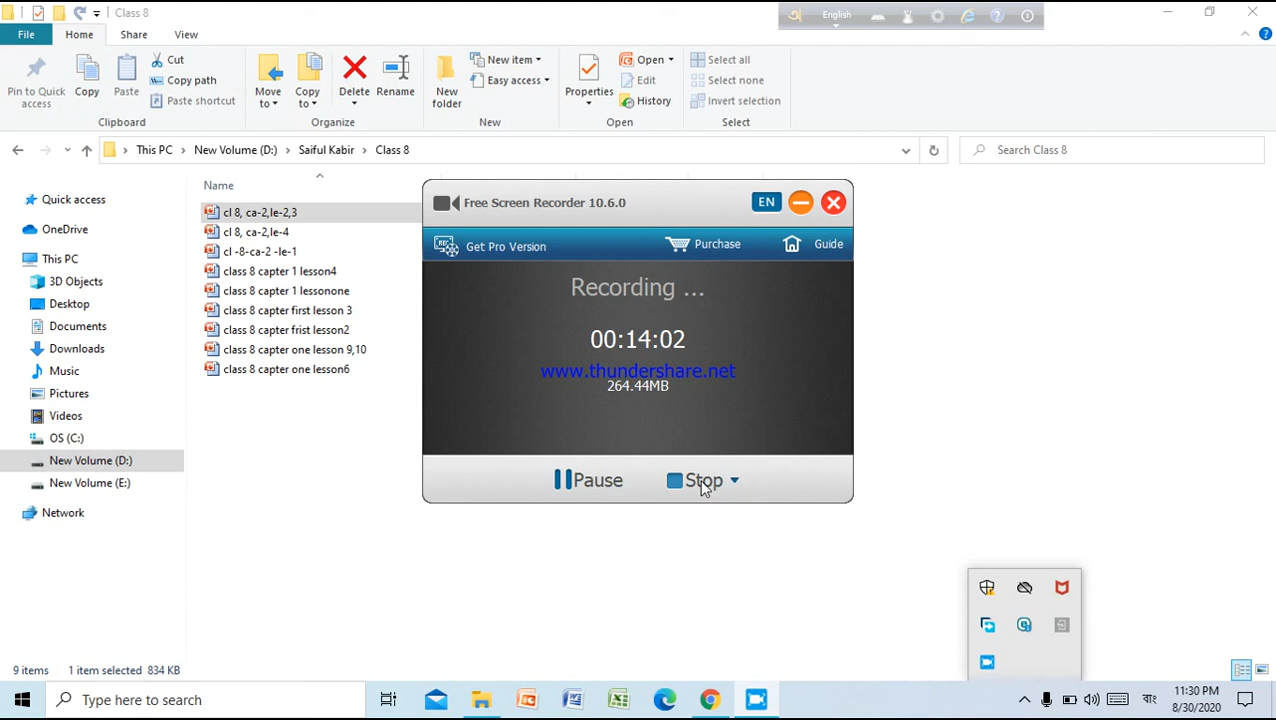 Class 8
English
File Home Share View
Pin to Quick access
Copy
Paste
Cut
Copy path
Paste shortcut
Clipboard
Move to
Copy to
Delete
Rename
Organize
New folder
New item
Easy access
New
Properties
Open
Edit
History
Open
Select all
Select none
Invert selection
Select
This PC New Volume (D:) Saiful Kabir Class 8
Search Class 8
Quick access
OneDrive
This PC
3D Objects
Desktop
Documents
Downloads
Music
Pictures
Videos
OS (C:)
New Volume (D:)
New Volume (E:)
Network
Name
cl 8, ca-2,le-2,3
cl 8, ca-2,le-4
cl -8-ca-2 -le-1
class 8 capter 1 lesson4
class 8 capter 1 lessonone
class 8 capter frist lesson 3
class 8 capter frist lesson2
class 8 capter one lesson 9,10
class 8 capter one lesson6
Free Screen Recorder 10.6.0
EN
Get Pro Version
Purchase
Guide
Recording ...
00:14:02
www.thundershare.net
264.44MB
Pause
Stop
9 items 1 item selected 834 KB
Type here to search
বাং
11:30 PM
8/30/2020